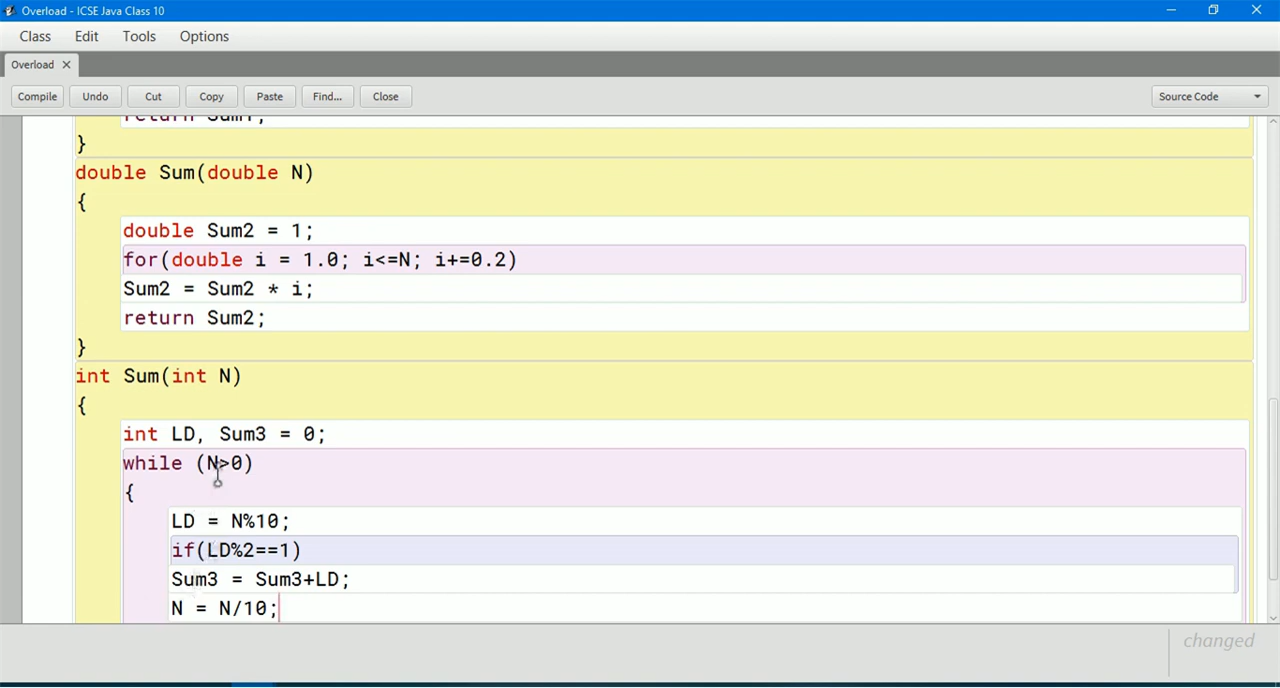 Overload - ICSE Java Class 10
Class Edit Tools Options
Overload ×
Compile Undo Cut Copy Paste Find... Close Source Code
return Sum1;
}
double Sum(double N)
{
double Sum2 = 1;
for(double i = 1.0; i<=N; i+=0.2)
Sum2 = Sum2 * i;
return Sum2;
}
int Sum(int N)
{
int LD, Sum3 = 0;
while (N>0)
{
LD = N%10;
if(LD%2==1)
Sum3 = Sum3+LD;
N = N/10;
changed